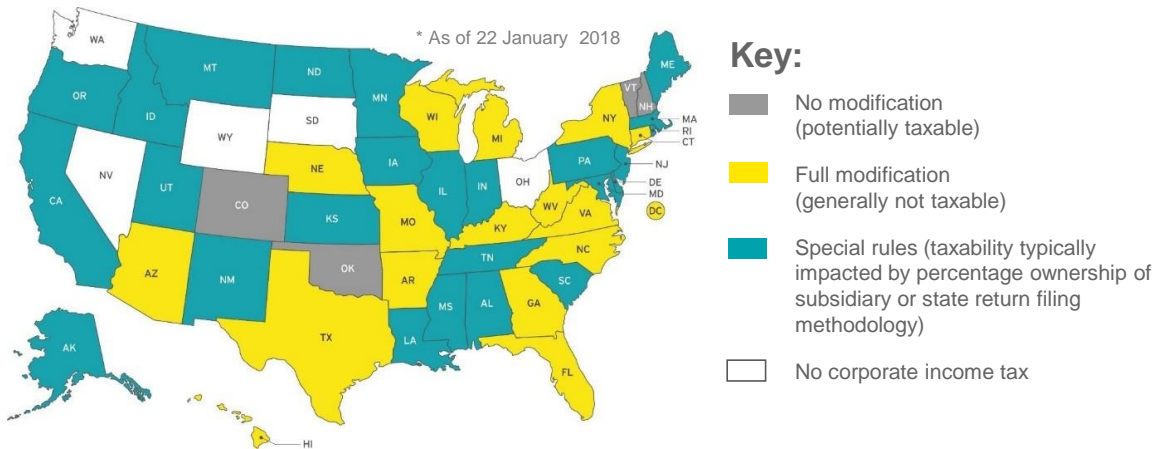 * As of 22 January 2018
WA
MT
ND
MN
ME
VT
NH
OR
ID
WY
SD
WI
MI
NY
MA
RI
CT
NV
UT
CO
NE
IA
IL
IN
OH
PA
NJ
DE
MD
DC
CA
KS
MO
KY
WV
VA
AZ
NM
OK
AR
TN
NC
SC
TX
LA
MS
AL
GA
FL
AK
HI
Key:
No modification
(potentially taxable)
Full modification
(generally not taxable)
Special rules (taxability typically
impacted by percentage ownership of
subsidiary or state return filing
methodology)
No corporate income tax